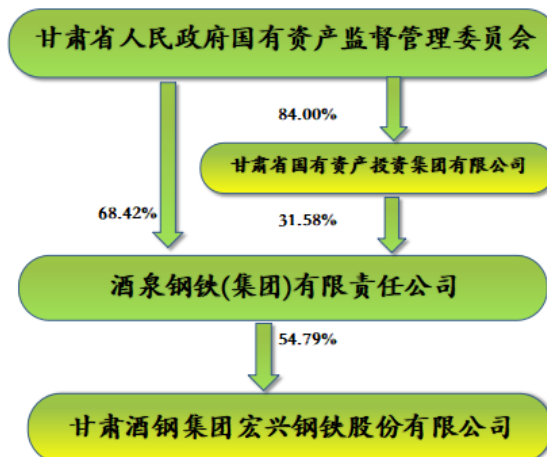 甘肃省人民政府国有资产监督管理委员会
84.00%
甘肃省国有资产投资集团有限公司
68.42%
31.58%
酒泉钢铁(集团)有限责任公司
54.79%
甘肃酒钢集团宏兴钢铁股份有限公司